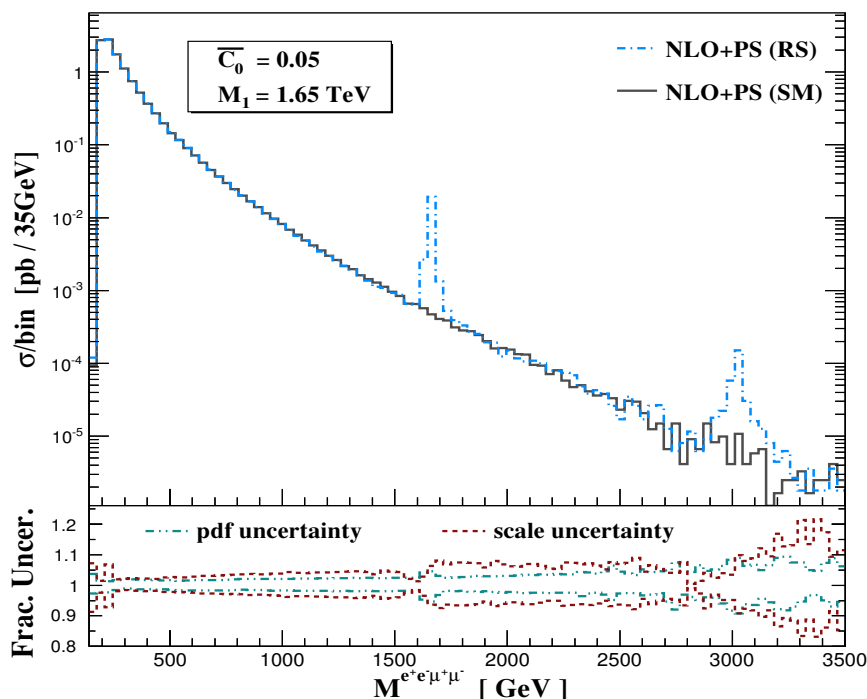 σ/bin [pb / 35GeV]
1
10⁻¹
10⁻²
10⁻³
10⁻⁴
10⁻⁵
C̅₀ = 0.05
M₁ = 1.65 TeV
NLO+PS (RS)
NLO+PS (SM)
Frac. Uncer.
1.2
1.1
1
0.9
0.8
pdf uncertainty
scale uncertainty
500 1000 1500 2000 2500 3000 3500
M^{e⁺e⁻μ⁺μ⁻} [ GeV ]